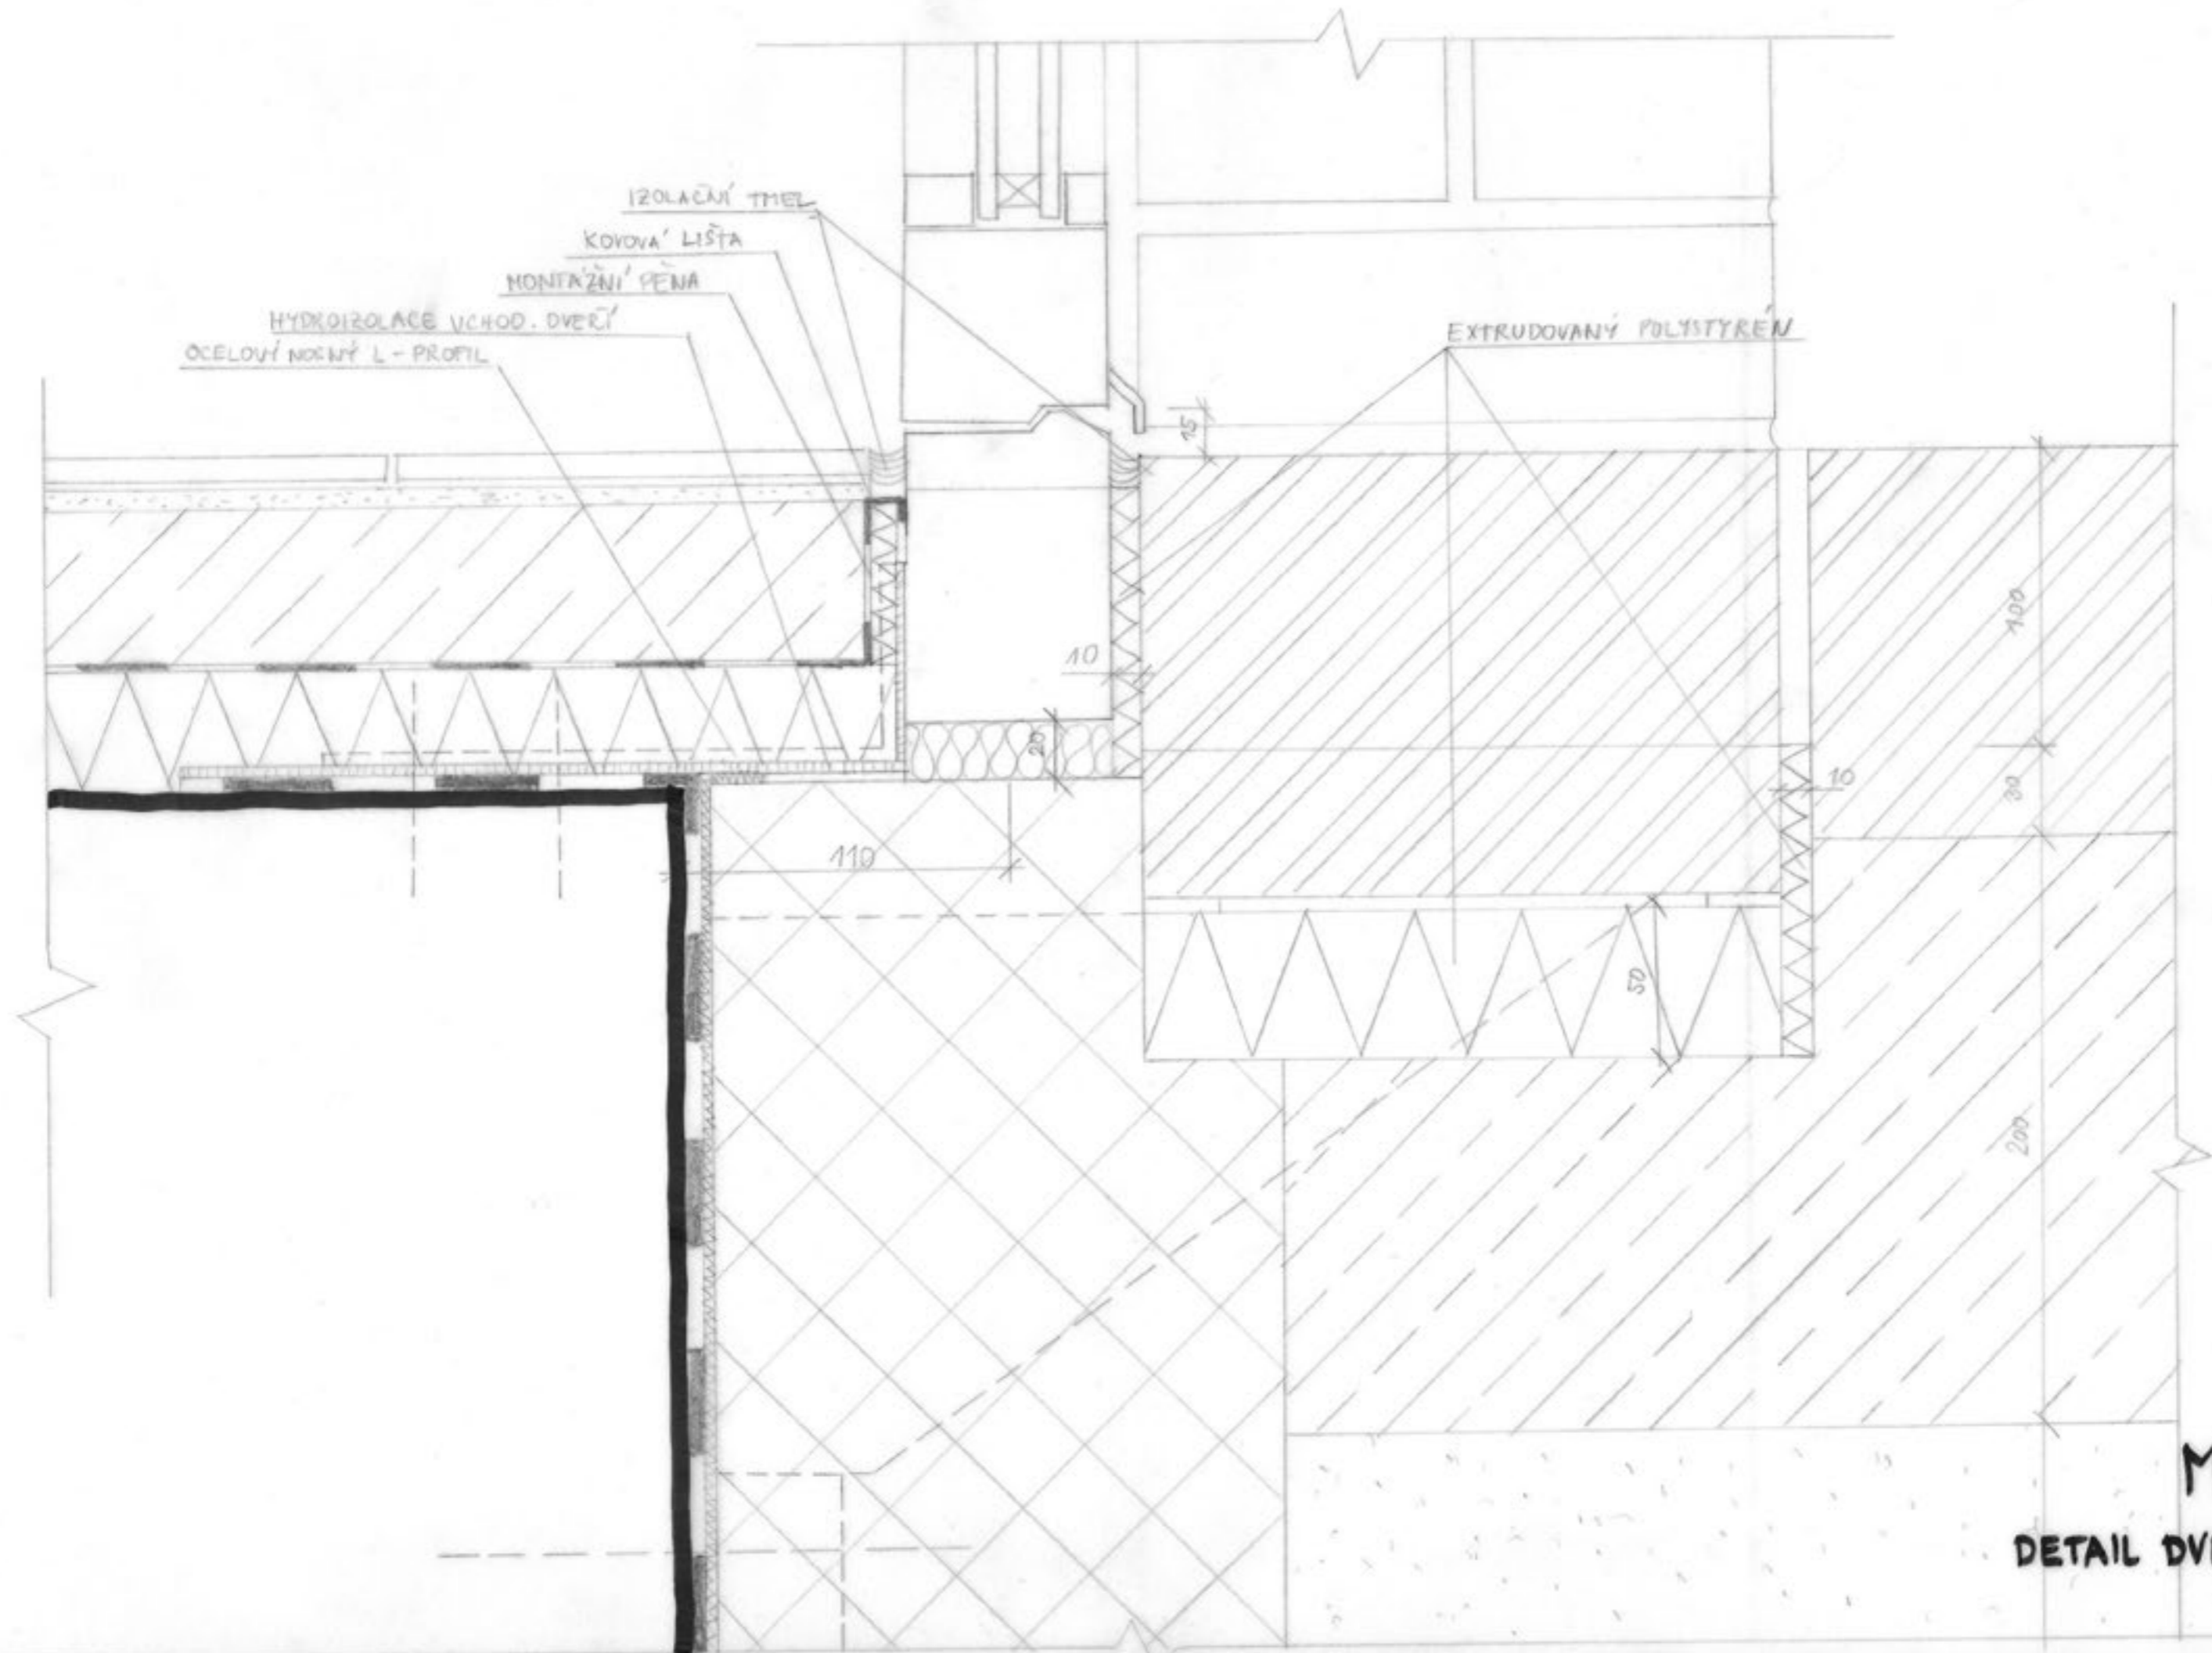 IZOLAČNÍ TMEL
KOVOVÁ LIŠTA
MONTÁŽNÍ PĚNA
HYDROIZOLACE VCHOD. DVEŘÍ
OCELOVÝ NOSNÝ L - PROFIL
EXTRUDOVANÝ POLYSTYRÉN
15
100
10
20
10
30
110
50
200
M
DETAIL DV